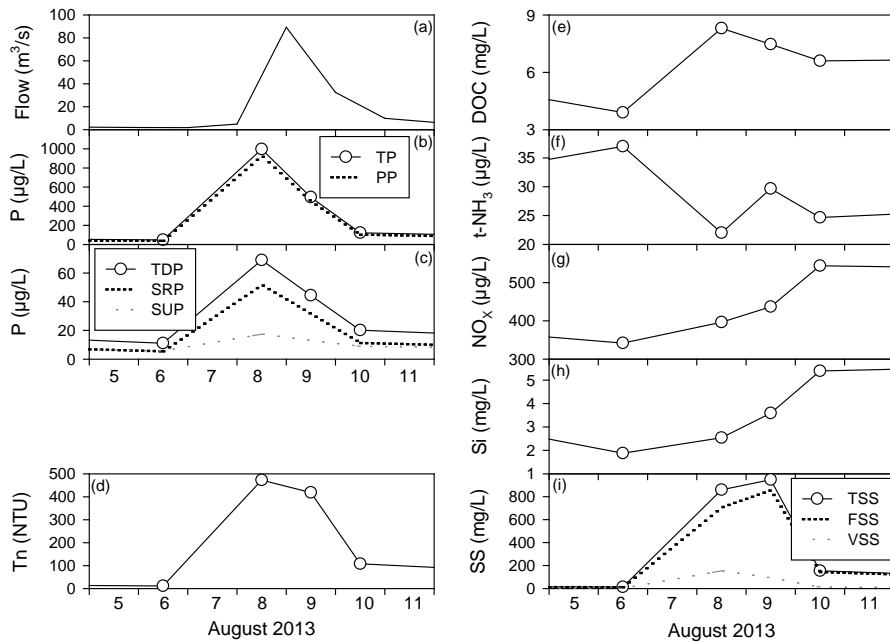 (a)
Flow (m³/s)
100
80
60
40
20
0
(b)
P (µg/L)
1000
800
600
400
200
0
TP
PP
(c)
P (µg/L)
60
40
20
0
TDP
SRP
SUP
5 6 7 8 9 10 11
(d)
Tn (NTU)
500
400
300
200
100
0
5 6 7 8 9 10 11
August 2013
(e)
DOC (mg/L)
9
6
3
(f)
t-NH₃ (µg/L)
35
30
25
20
(g)
NOₓ (µg/L)
500
400
300
(h)
Si (mg/L)
5
4
3
2
1
(i)
SS (mg/L)
800
600
400
200
0
TSS
FSS
VSS
5 6 7 8 9 10 11
August 2013